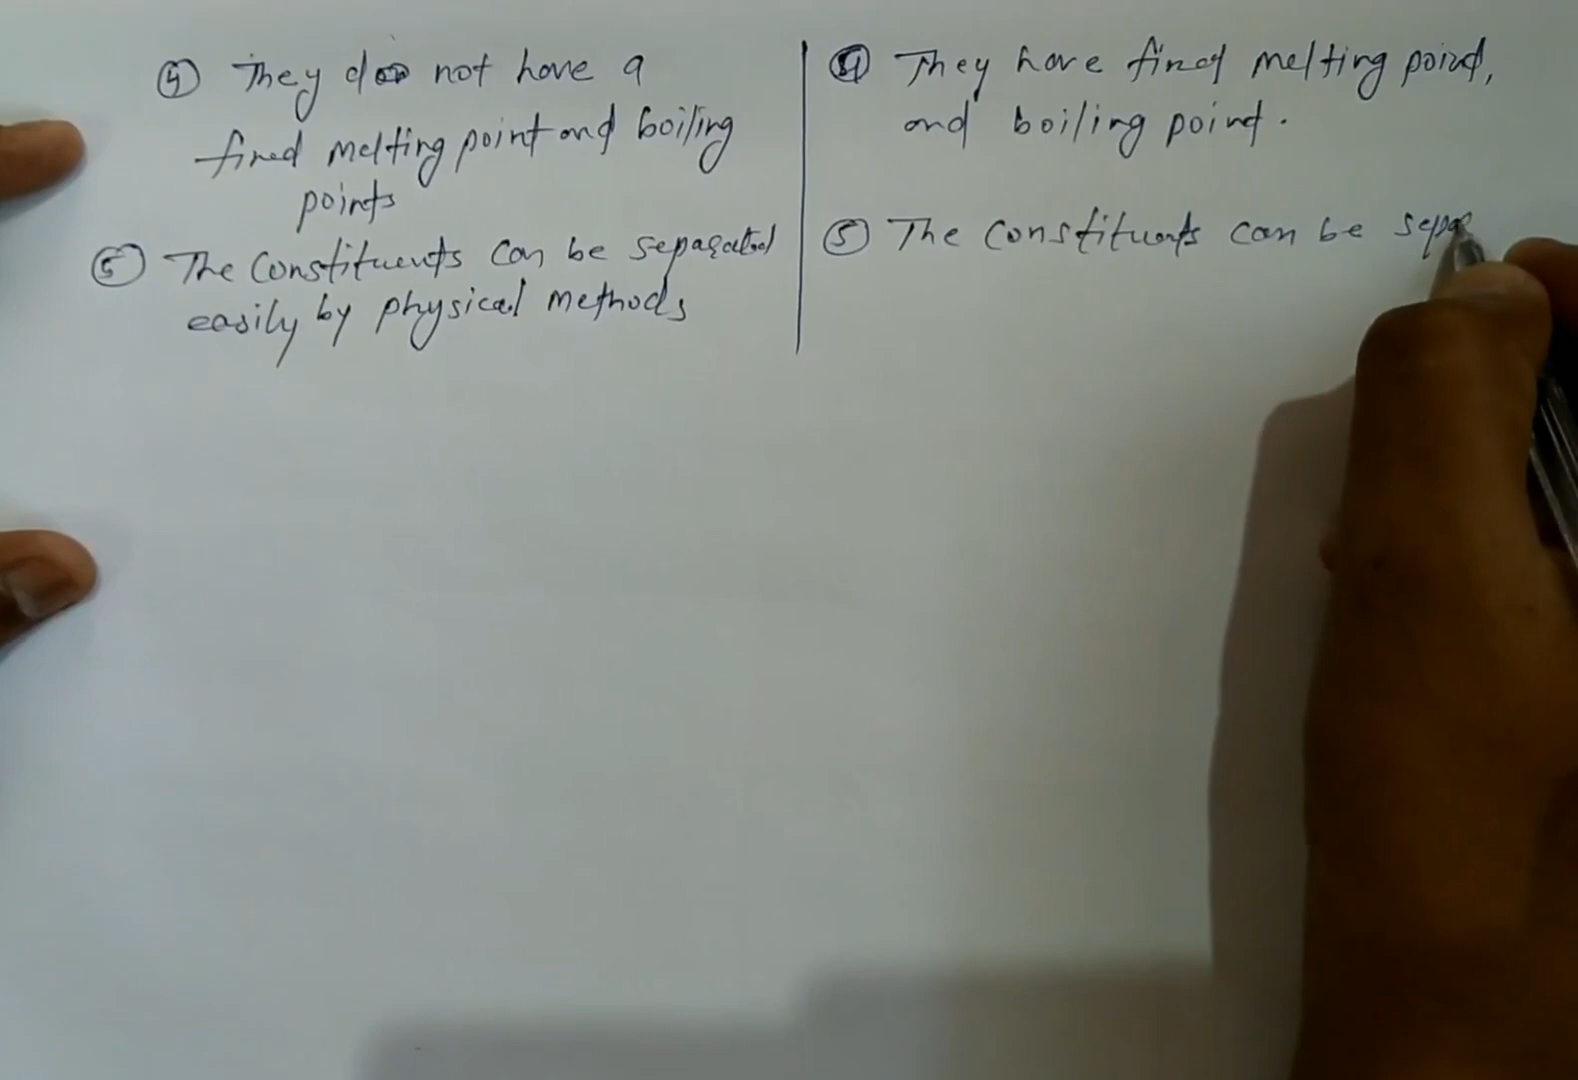 ④ They do not have a
fixed melting point and boiling
points
⑤ The constituents can be separated
easily by physical methods
④ They have fixed melting point,
and boiling point.
⑤ The constituents can be sepa